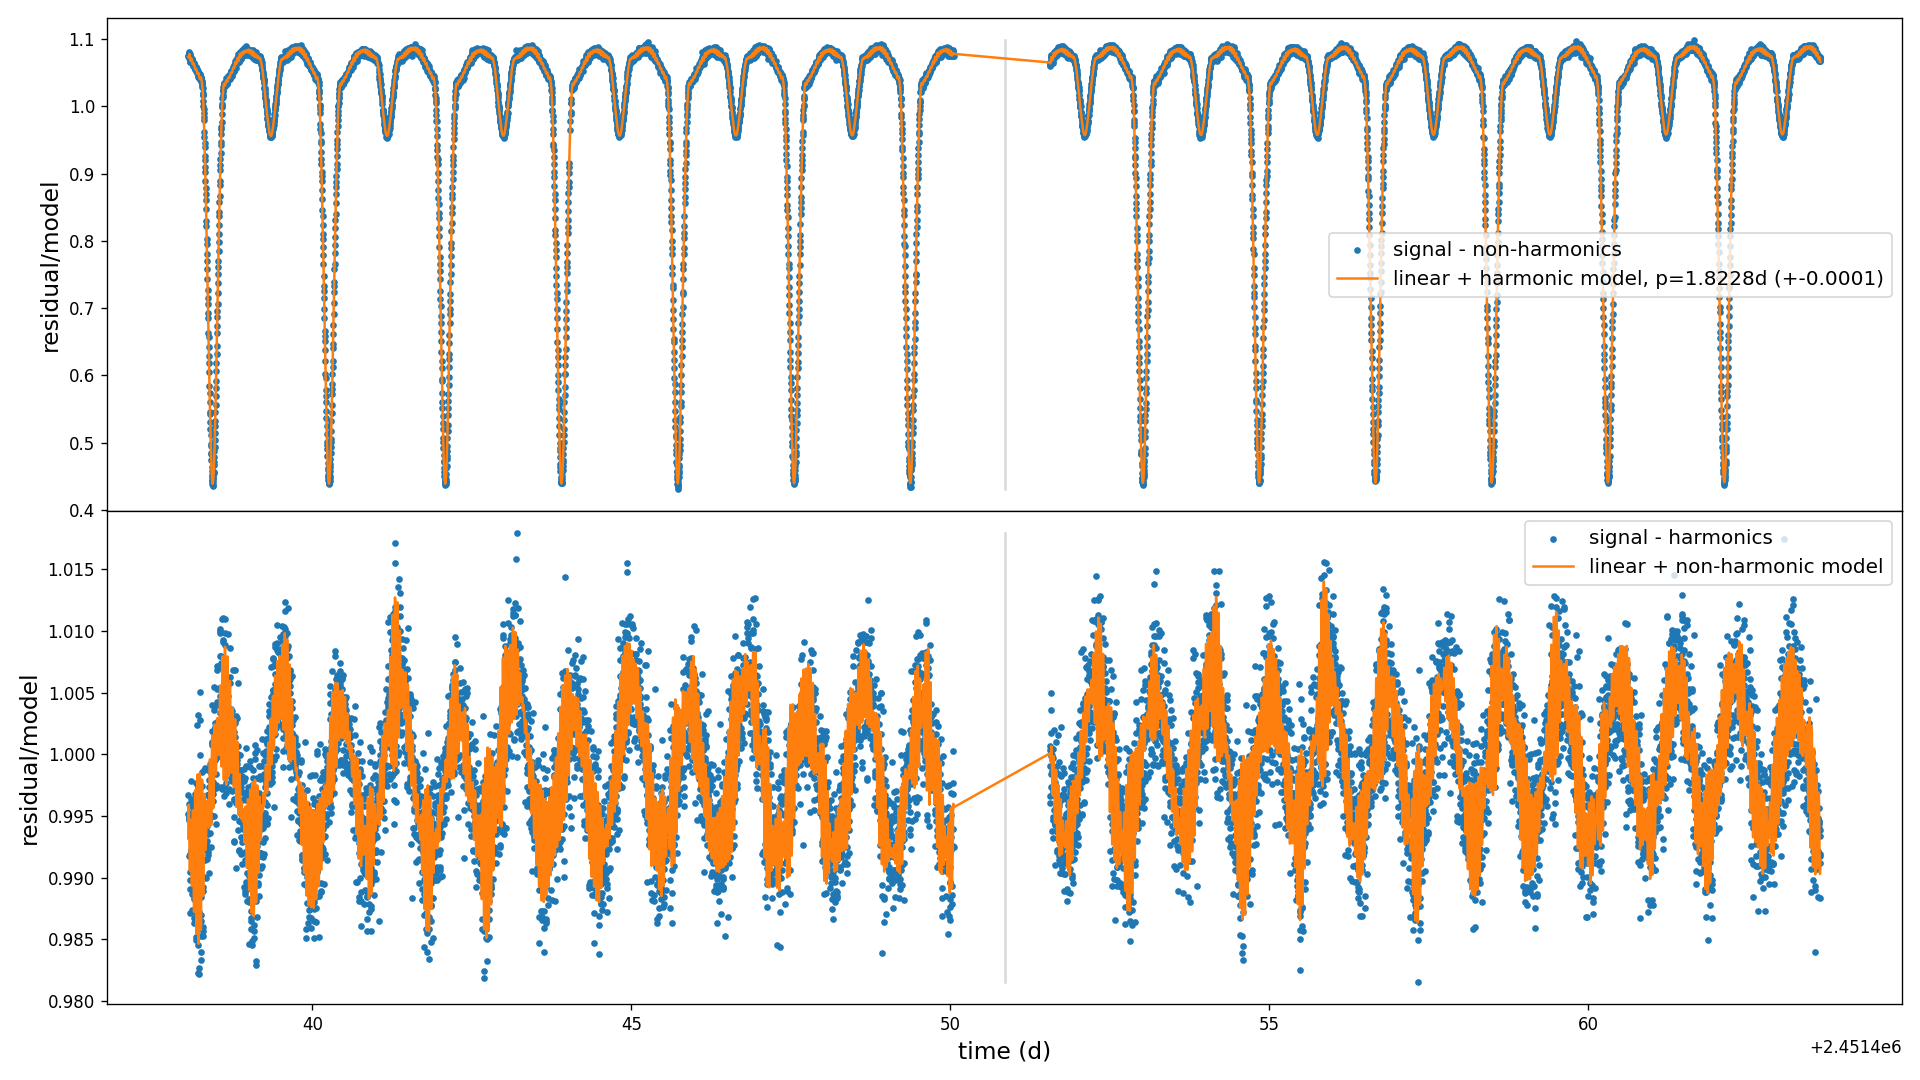 1.1
1.0
0.9
0.8
0.7
0.6
0.5
0.4
residual/model
signal - non-harmonics
linear + harmonic model, p=1.8228d (+-0.0001)
1.015
1.010
1.005
1.000
0.995
0.990
0.985
0.980
residual/model
signal - harmonics
linear + non-harmonic model
40
45
50
55
60
time (d)
+2.4514e6